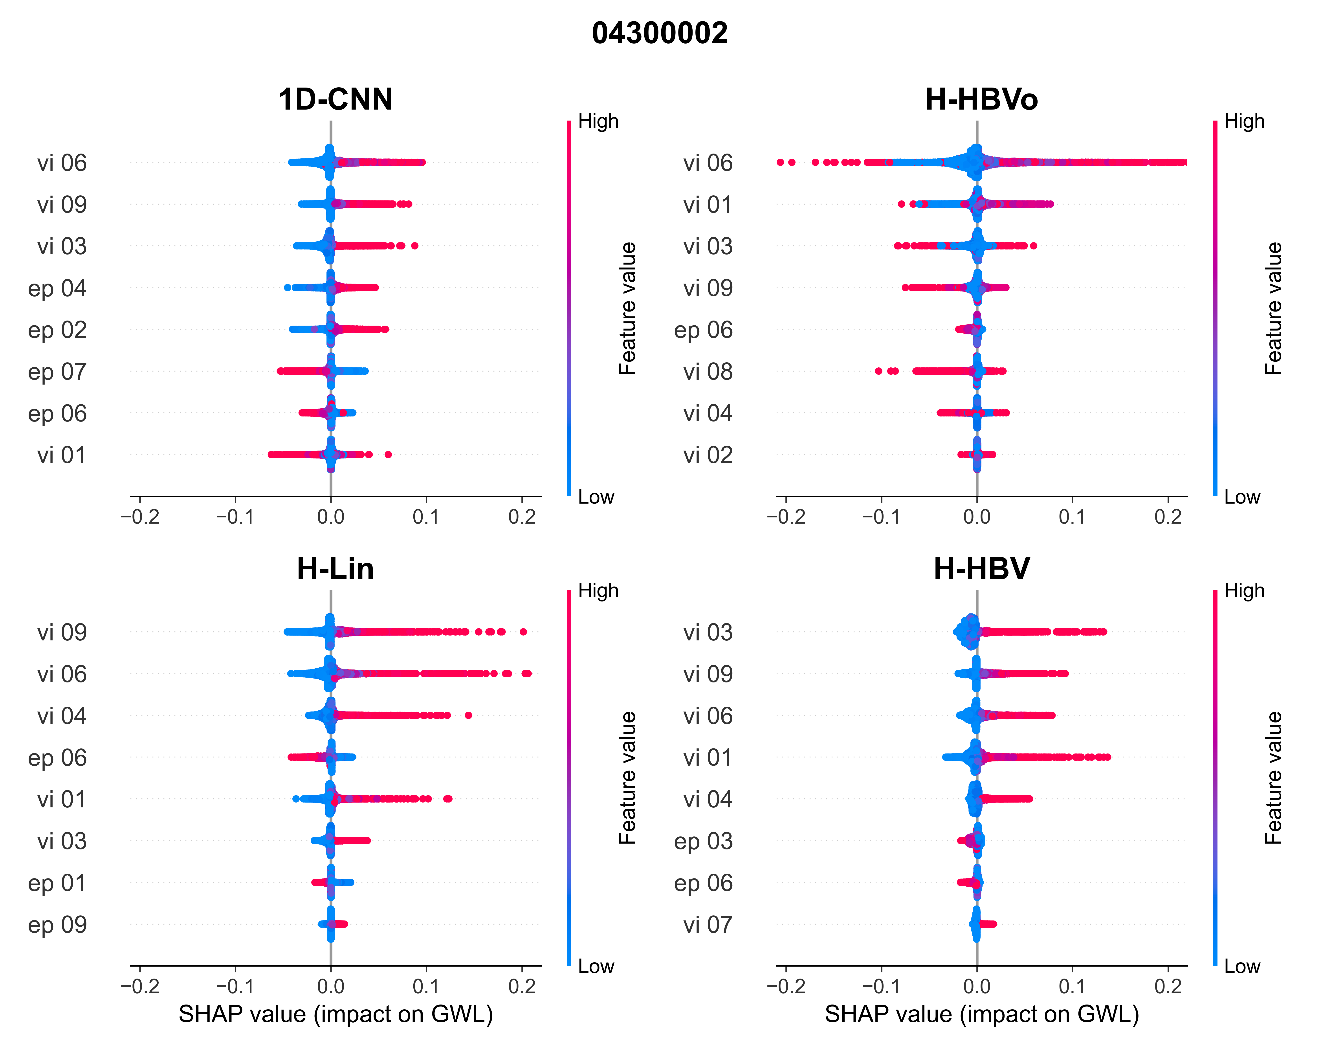 04300002
1D-CNN
High
vi 06
vi 09
vi 03
ep 04
ep 02
ep 07
ep 06
vi 01
Feature value
Low
−0.2 −0.1 0.0 0.1 0.2
H-HBVo
High
vi 06
vi 01
vi 03
vi 09
ep 06
vi 08
vi 04
vi 02
Feature value
Low
−0.2 −0.1 0.0 0.1 0.2
H-Lin
High
vi 09
vi 06
vi 04
ep 06
vi 01
vi 03
ep 01
ep 09
Feature value
Low
−0.2 −0.1 0.0 0.1 0.2
SHAP value (impact on GWL)
H-HBV
High
vi 03
vi 09
vi 06
vi 01
vi 04
ep 03
ep 06
vi 07
Feature value
Low
−0.2 −0.1 0.0 0.1 0.2
SHAP value (impact on GWL)